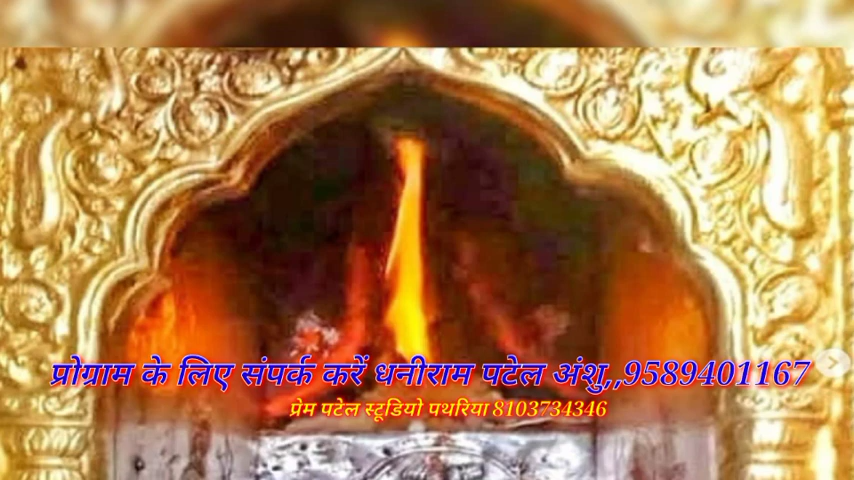 प्रोग्राम के लिए संपर्क करें धनीराम पटेल अंशु,,9589401167
प्रेम पटेल स्टूडियो पथरिया 8103734346